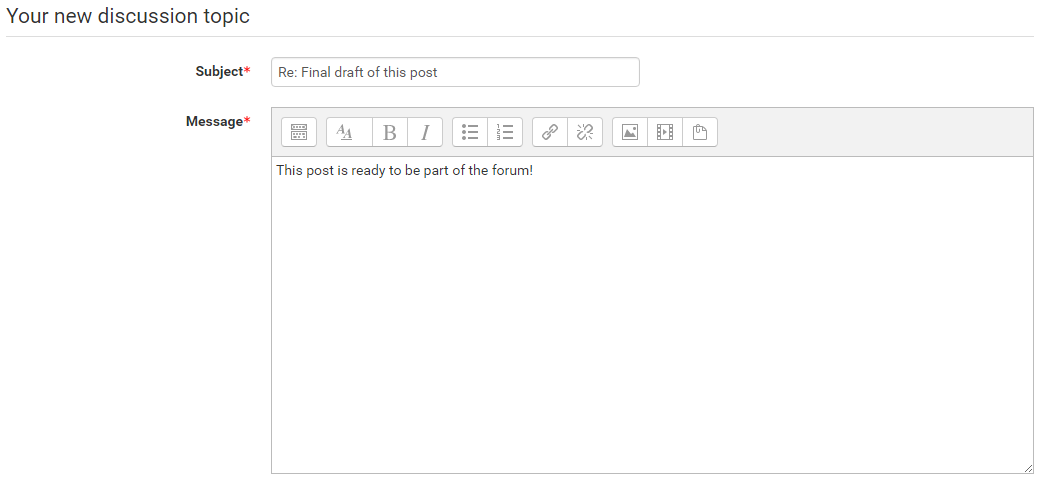 Your new discussion topic
Subject*
Re: Final draft of this post
Message*
This post is ready to be part of the forum!